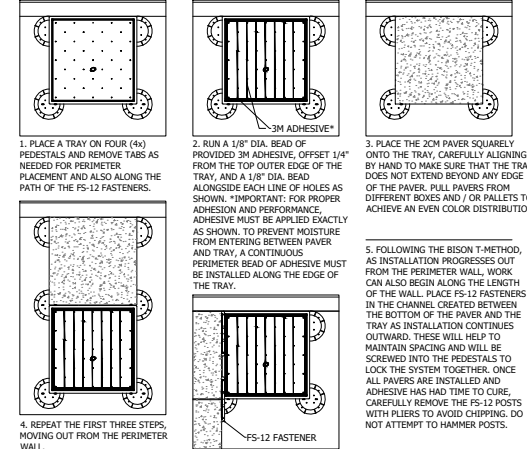 1. PLACE A TRAY ON FOUR (4x)
PEDESTALS AND REMOVE TABS AS
NEEDED FOR PERIMETER
PLACEMENT AND ALSO ALONG THE
PATH OF THE FS-12 FASTENERS.
3M ADHESIVE*
2. RUN A 1/8" DIA. BEAD OF
PROVIDED 3M ADHESIVE, OFFSET 1/4"
FROM THE TOP OUTER EDGE OF THE
TRAY, AND A 1/8" DIA. BEAD
ALONGSIDE EACH LINE OF HOLES AS
SHOWN. *IMPORTANT: FOR PROPER
ADHESION AND PERFORMANCE,
ADHESIVE MUST BE APPLIED EXACTLY
AS SHOWN. TO PREVENT MOISTURE
FROM ENTERING BETWEEN PAVER
AND TRAY, A CONTINUOUS
PERIMETER BEAD OF ADHESIVE MUST
BE INSTALLED ALONG THE EDGE OF
THE TRAY.
3. PLACE THE 2CM PAVER SQUARELY
ONTO THE TRAY, CAREFULLY ALIGNING
BY HAND TO MAKE SURE THAT THE TRA
DOES NOT EXTEND BEYOND ANY EDGE
OF THE PAVER. PULL PAVERS FROM
DIFFERENT BOXES AND / OR PALLETS T
ACHIEVE AN EVEN COLOR DISTRIBUTIO
4. REPEAT THE FIRST THREE STEPS,
MOVING OUT FROM THE PERIMETER
WALL.
FS-12 FASTENER
5. FOLLOWING THE BISON T-METHOD,
AS INSTALLATION PROGRESSES OUT
FROM THE PERIMETER WALL, WORK
CAN ALSO BEGIN ALONG THE LENGTH
OF THE WALL. PLACE FS-12 FASTENERS
IN THE CHANNEL CREATED BETWEEN
THE BOTTOM OF THE PAVER AND THE
TRAY AS INSTALLATION CONTINUES
OUTWARD. THESE WILL HELP TO
MAINTAIN SPACING AND WILL BE
SCREWED INTO THE PEDESTALS TO
LOCK THE SYSTEM TOGETHER. ONCE
ALL PAVERS ARE INSTALLED AND
ADHESIVE HAS HAD TIME TO CURE,
CAREFULLY REMOVE THE FS-12 POSTS
WITH PLIERS TO AVOID CHIPPING. DO
NOT ATTEMPT TO HAMMER POSTS.